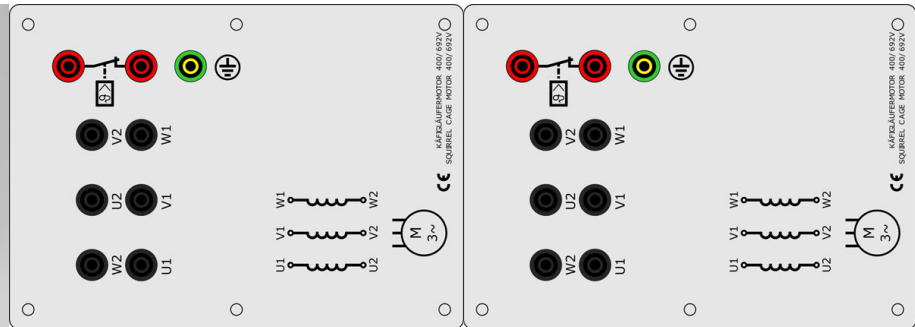 ϑ
V2 W1
U2 V1
W2 U1
W1 W2
V1 V2
U1 U2
M
3~
KÄFIGLÄUFERMOTOR 400/ 692V
SQUIRREL CAGE MOTOR 400/ 692V
CE
ϑ
V2 W1
U2 V1
W2 U1
W1 W2
V1 V2
U1 U2
M
3~
KÄFIGLÄUFERMOTOR 400/ 692V
SQUIRREL CAGE MOTOR 400/ 692V
CE